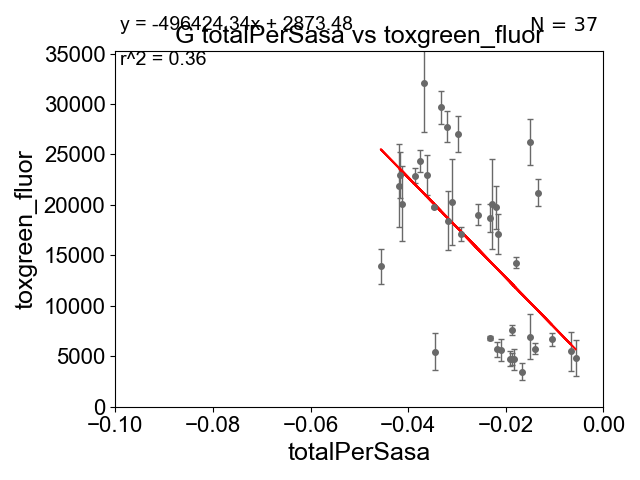 y = -496424.34x + 2873.48
N = 37
G totalPerSasa vs toxgreen_fluor
r^2 = 0.36
35000
30000
25000
20000
15000
10000
5000
0
toxgreen_fluor
−0.10 −0.08 −0.06 −0.04 −0.02 0.00
totalPerSasa